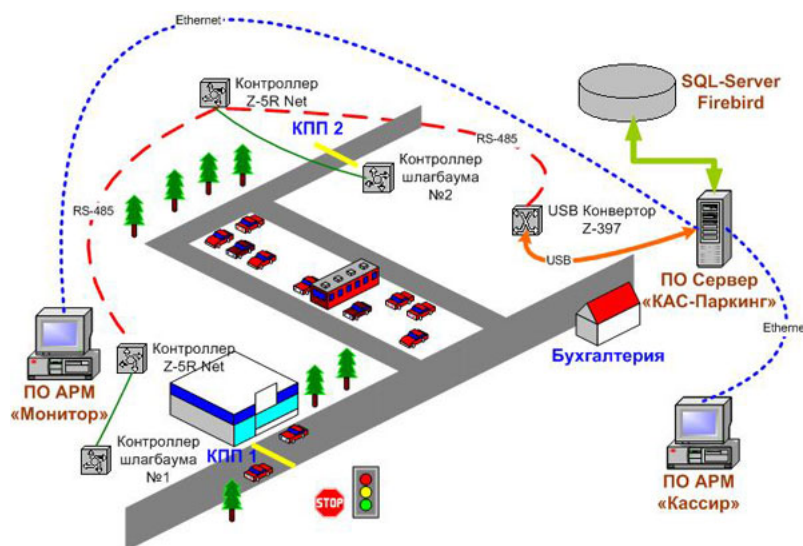 Ethernet
Контроллер
Z-5R Net
КПП 2
RS-485
SQL-Server
Firebird
Контроллер
шлагбаума
№2
RS-485
USB Конвертор
Z-397
USB
ПО Сервер
«КАС-Паркинг»
Ethernet
Бухгалтерия
Контроллер
Z-5R Net
ПО АРМ
«Монитор»
Контроллер
шлагбаума
№1
КПП 1
STOP
ПО АРМ
«Кассир»